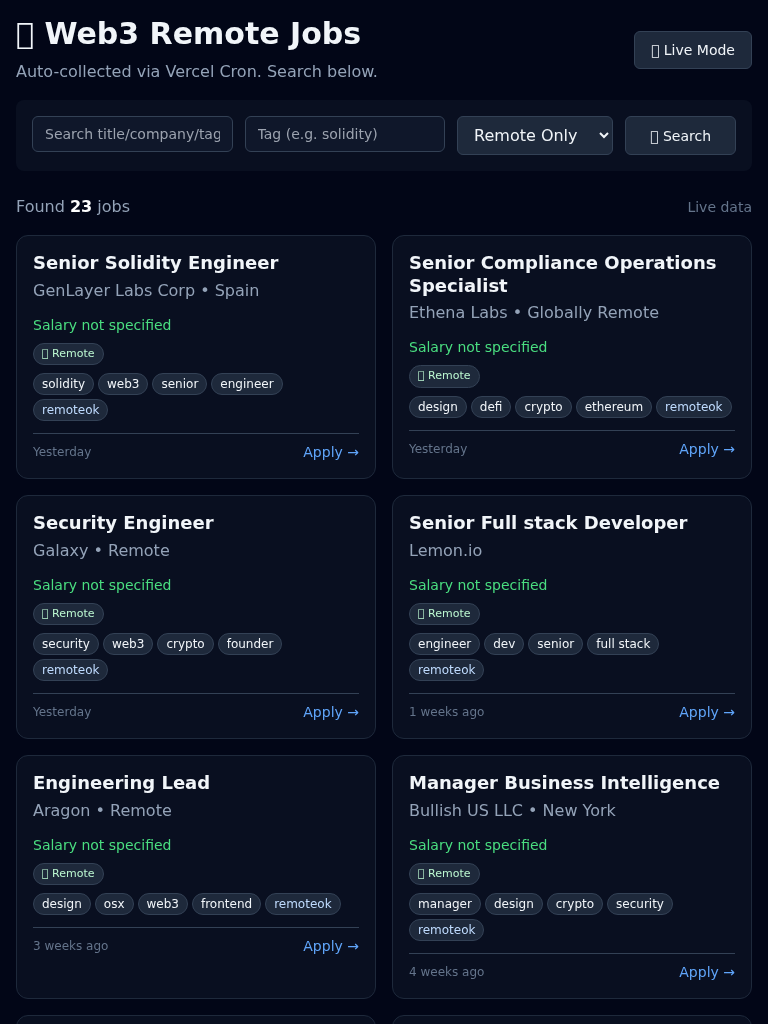 Web3 Remote Jobs
Auto-collected via Vercel Cron. Search below.
Live Mode
Search title/company/tag
Tag (e.g. solidity)
Remote Only
Search
Found 23 jobs
Live data
Senior Solidity Engineer
GenLayer Labs Corp • Spain
Salary not specified
Remote
solidity web3 senior engineer
remoteok
Yesterday
Apply →
Senior Compliance Operations
Specialist
Ethena Labs • Globally Remote
Salary not specified
Remote
design defi crypto ethereum remoteok
Yesterday
Apply →
Security Engineer
Galaxy • Remote
Salary not specified
Remote
security web3 crypto founder
remoteok
Yesterday
Apply →
Senior Full stack Developer
Lemon.io
Salary not specified
Remote
engineer dev senior full stack
remoteok
1 weeks ago
Apply →
Engineering Lead
Aragon • Remote
Salary not specified
Remote
design osx web3 frontend remoteok
3 weeks ago
Apply →
Manager Business Intelligence
Bullish US LLC • New York
Salary not specified
Remote
manager design crypto security
remoteok
4 weeks ago
Apply →